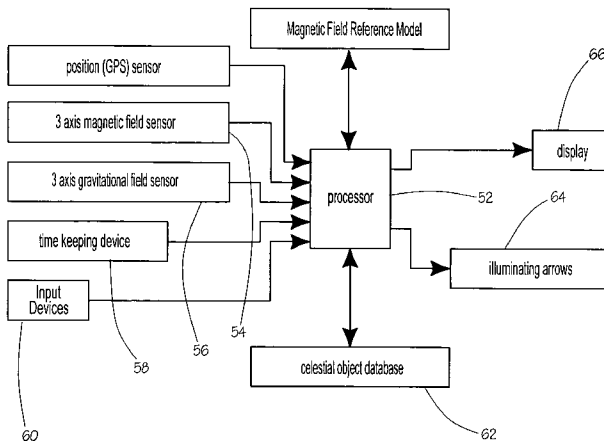 Magnetic Field Reference Model
66
position (GPS) sensor
3 axis magnetic field sensor
display
3 axis gravitational field sensor
processor
52
64
time keeping device
illuminating arrows
Input
Devices
54
56
58
celestial object database
60
62